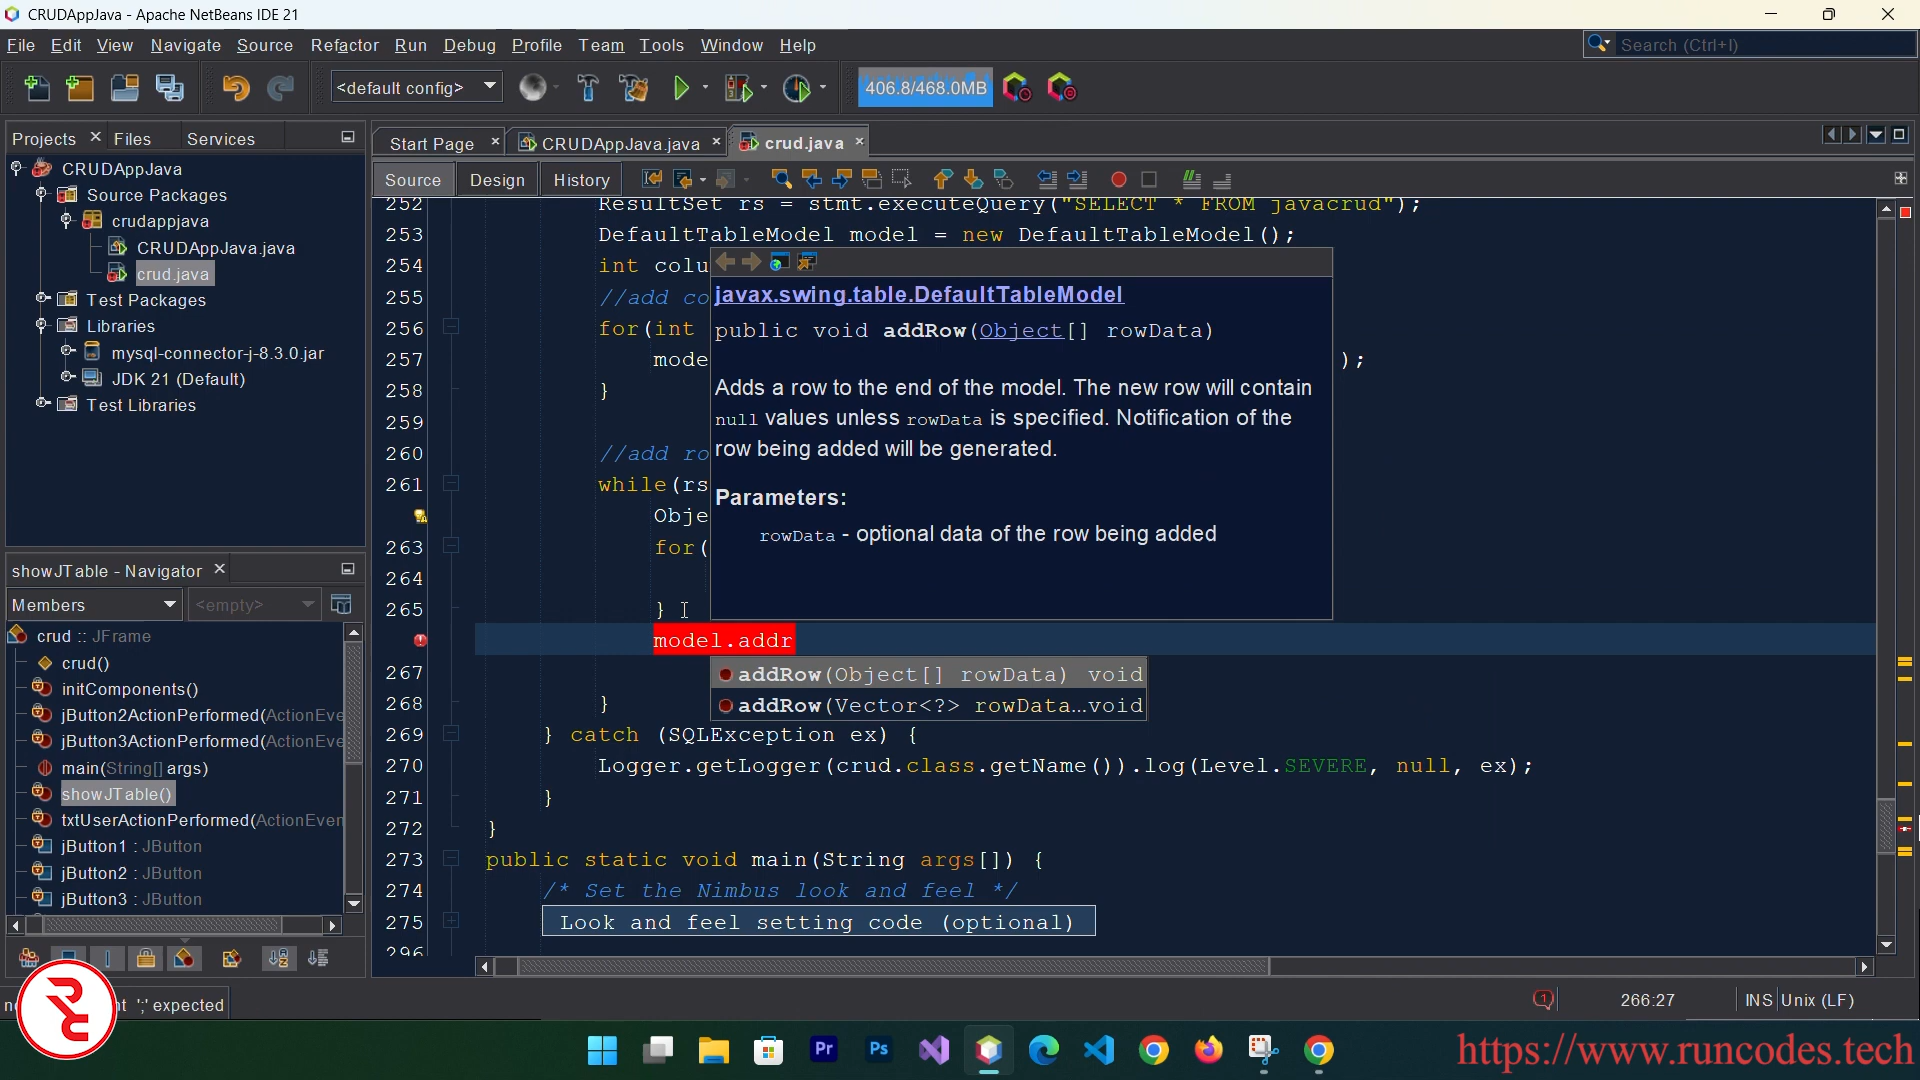 CRUDAppJava - Apache NetBeans IDE 21
File Edit View Navigate Source Refactor Run Debug Profile Team Tools Window Help
Search (Ctrl+I)
<default config>
406.8/468.0MB
Projects Files Services
CRUDAppJava
Source Packages
crudappjava
CRUDAppJava.java
crud.java
Test Packages
Libraries
mysql-connector-j-8.3.0.jar
JDK 21 (Default)
Test Libraries
showJTable - Navigator
Members <empty>
crud :: JFrame
crud()
initComponents()
jButton2ActionPerformed(ActionEve
jButton3ActionPerformed(ActionEve
main(String[] args)
showJTable()
txtUserActionPerformed(ActionEven
jButton1 : JButton
jButton2 : JButton
jButton3 : JButton
Start Page CRUDAppJava.java crud.java
Source Design History
252 ResultSet rs = stmt.executeQuery("SELECT * FROM javacrud");
253 DefaultTableModel model = new DefaultTableModel();
254 int colu
255 //add co
256 for(int
257 mode );
258 }
259
260 //add ro
261 while(rs
Obje
263 for(
264
265 }
model.addr
267
268 }
269 } catch (SQLException ex) {
270 Logger.getLogger(crud.class.getName()).log(Level.SEVERE, null, ex);
271 }
272 }
273 public static void main(String args[]) {
274 /* Set the Nimbus look and feel */
275 Look and feel setting code (optional)
296
javax.swing.table.DefaultTableModel
public void addRow(Object[] rowData)
Adds a row to the end of the model. The new row will contain
null values unless rowData is specified. Notification of the
row being added will be generated.
Parameters:
rowData - optional data of the row being added
addRow(Object[] rowData) void
addRow(Vector<?> rowData...void
';' expected
1 266:27 INS Unix (LF)
RC
Pr Ps
https://www.runcodes.tech